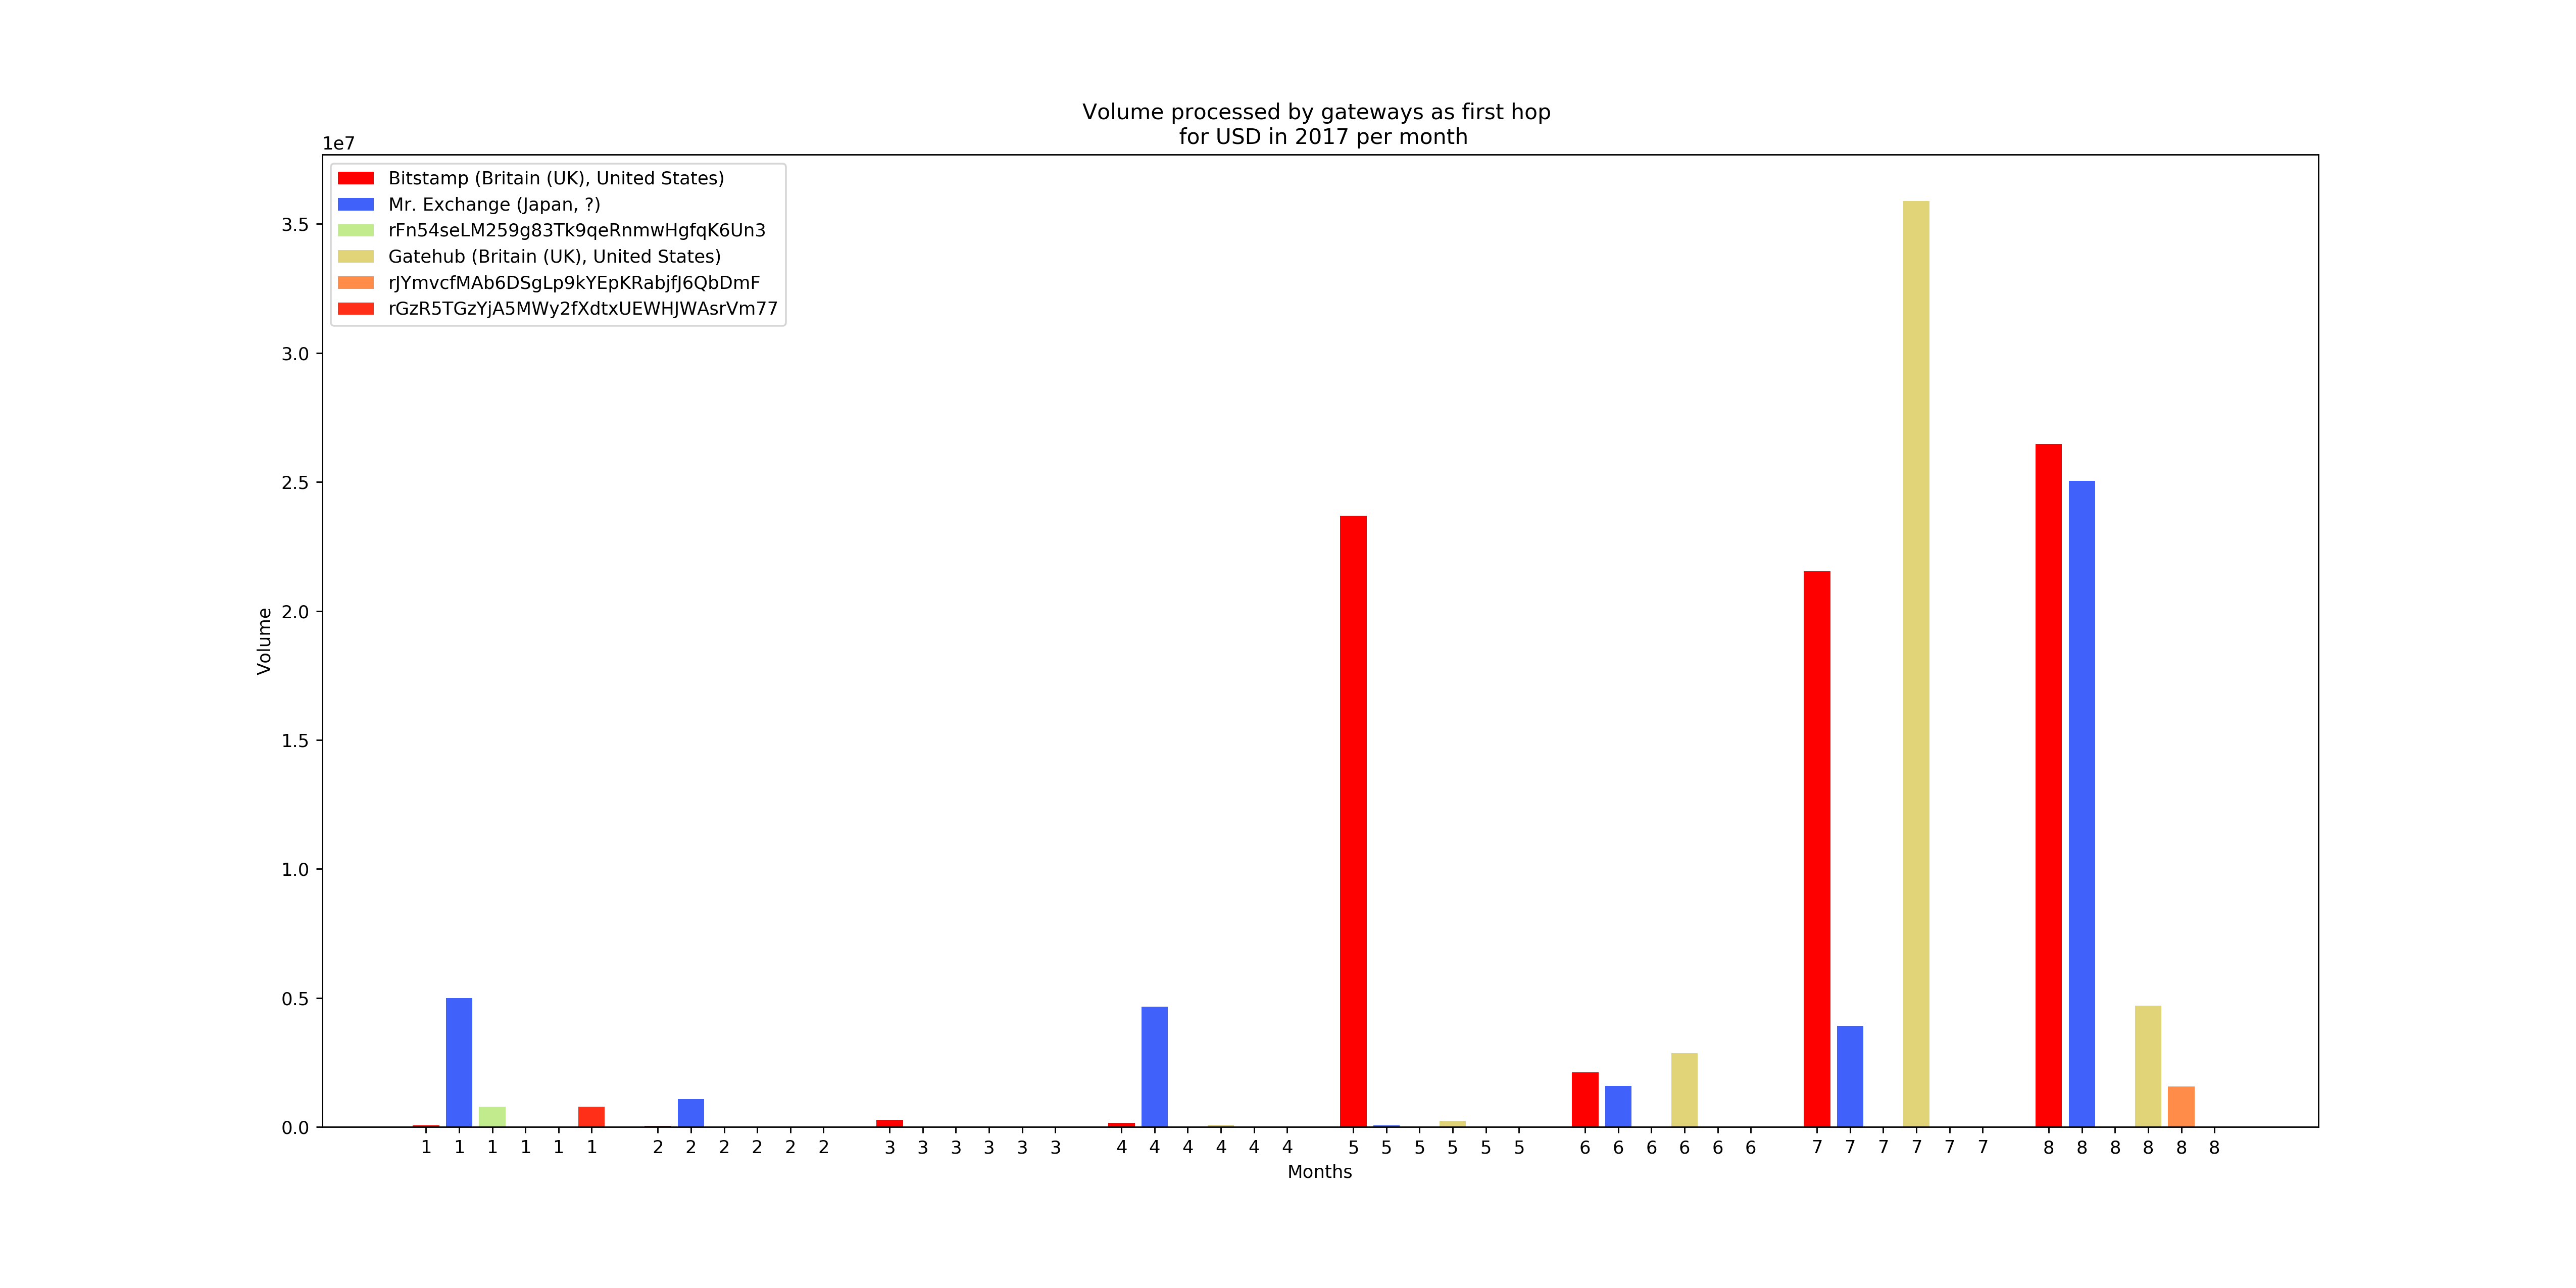 Volume processed by gateways as first hop
for USD in 2017 per month
1e7
Bitstamp (Britain (UK), United States)
Mr. Exchange (Japan, ?)
rFn54seLM259g83Tk9qeRnmwHgfqK6Un3
Gatehub (Britain (UK), United States)
rJYmvcfMAb6DSgLp9kYEpKRabjfJ6QbDmF
rGzR5TGzYjA5MWy2fXdtxUEWHJWAsrVm77
3.5
3.0
2.5
2.0
1.5
1.0
0.5
0.0
Volume
1 1 1 1 1 1 2 2 2 2 2 2 3 3 3 3 3 3 4 4 4 4 4 4 5 5 5 5 5 5 6 6 6 6 6 6 7 7 7 7 7 7 8 8 8 8 8 8
Months